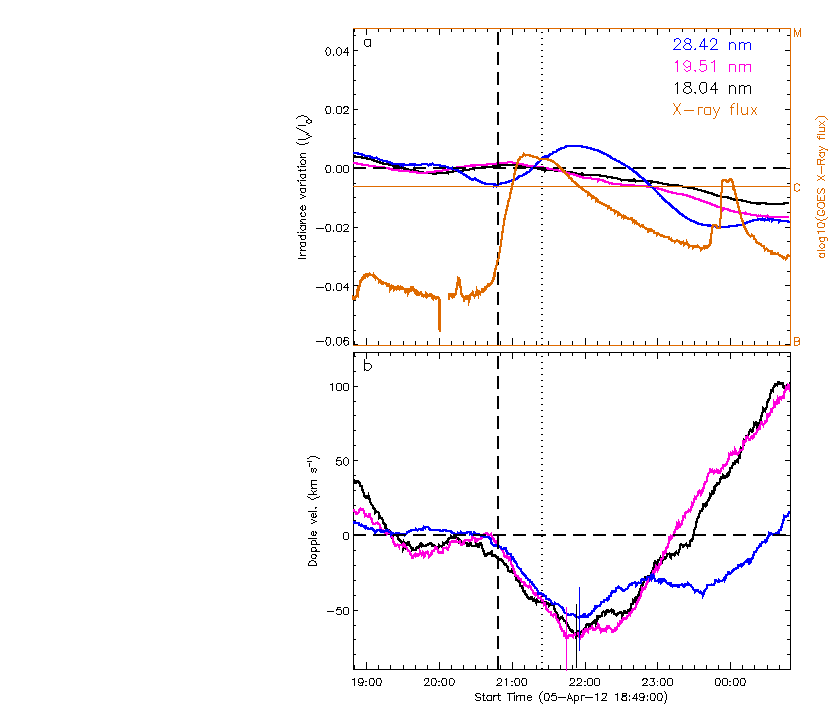 a
28.42 nm
19.51 nm
18.04 nm
X-ray flux
M
C
B
0.04
0.02
0.00
-0.02
-0.04
-0.06
Irradiance variation (I_v/I_0)
alog10(GOES X-Ray flux)
b
100
50
0
-50
Dopple vel. (km s⁻¹)
19:00 20:00 21:00 22:00 23:00 00:00
Start Time (05-Apr-12 18:49:00)